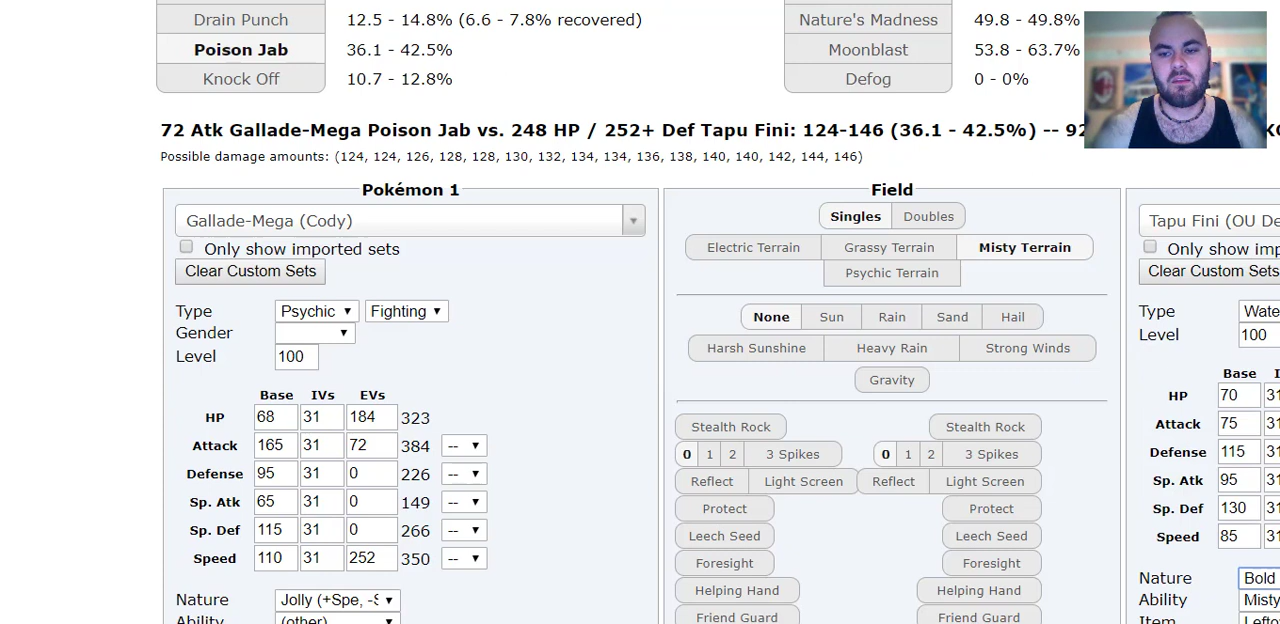 Drain Punch 12.5 - 14.8% (6.6 - 7.8% recovered) Nature's Madness 49.8 - 49.8%
Poison Jab 36.1 - 42.5% Moonblast 53.8 - 63.7%
Knock Off 10.7 - 12.8% Defog 0 - 0%
72 Atk Gallade-Mega Poison Jab vs. 248 HP / 252+ Def Tapu Fini: 124-146 (36.1 - 42.5%) -- 92
Possible damage amounts: (124, 124, 126, 128, 128, 130, 132, 134, 134, 136, 138, 140, 140, 142, 144, 146)
Pokémon 1 Field
Gallade-Mega (Cody) Singles Doubles Tapu Fini (OU De
Only show imported sets Electric Terrain Grassy Terrain Misty Terrain Only show imp
Clear Custom Sets Psychic Terrain Clear Custom Sets
Type Psychic Fighting None Sun Rain Sand Hail Type Wate
Gender
Level 100 Harsh Sunshine Heavy Rain Strong Winds Level 100
Base IVs EVs Gravity Base I
HP 68 31 184 323 HP 70 31
Attack 165 31 72 384 -- Stealth Rock Stealth Rock Attack 75 31
Defense 95 31 0 226 -- 0 1 2 3 Spikes 0 1 2 3 Spikes Defense 115 31
Sp. Atk 65 31 0 149 -- Reflect Light Screen Reflect Light Screen Sp. Atk 95 31
Sp. Def 115 31 0 266 -- Protect Protect Sp. Def 130 31
Speed 110 31 252 350 -- Leech Seed Leech Seed Speed 85 31
Foresight Foresight
Nature Jolly (+Spe, -S Helping Hand Helping Hand Nature Bold
Ability (other) Friend Guard Friend Guard Ability Misty
Item Lefto